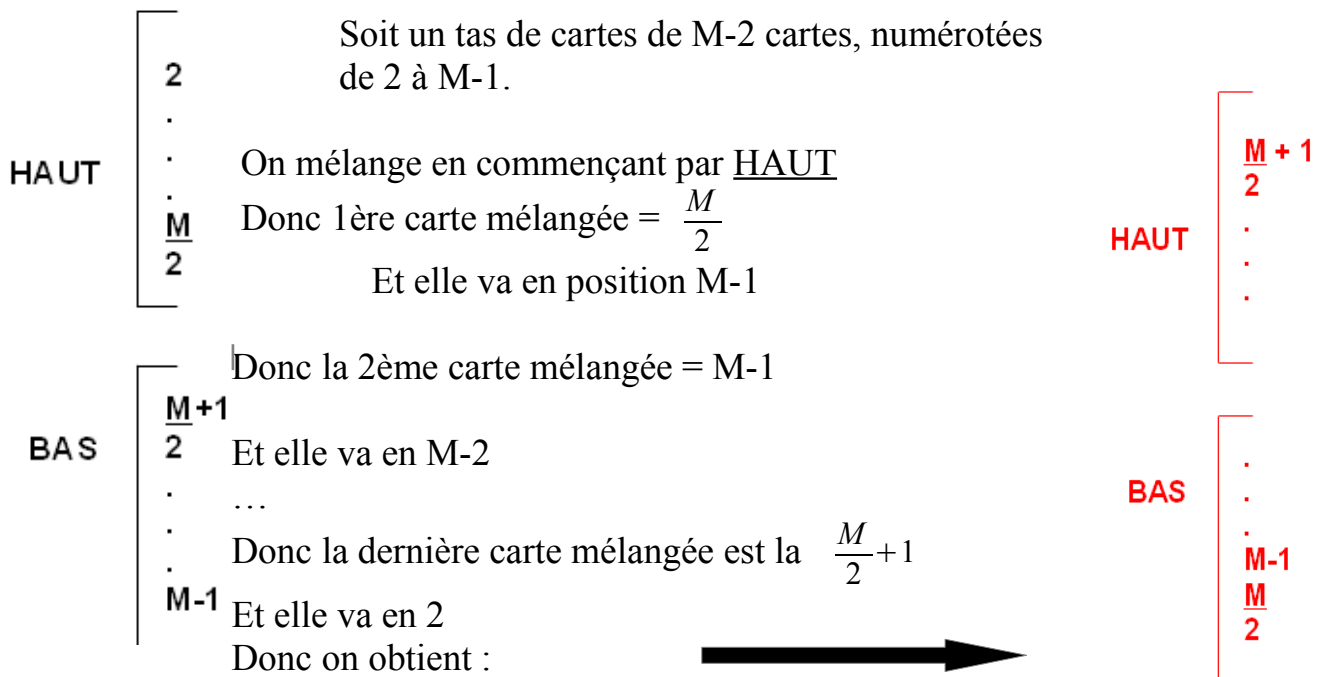 Soit un tas de cartes de M-2 cartes, numérotées
de 2 à M-1.
HAUT
2
.
.
.
M
2
On mélange en commençant par HAUT
Donc 1ère carte mélangée = M/2
Et elle va en position M-1
BAS
M+1
2
.
.
.
M-1
Donc la 2ème carte mélangée = M-1
Et elle va en M-2
…
Donc la dernière carte mélangée est la M/2+1
Et elle va en 2
Donc on obtient :
HAUT
M + 1
2
.
.
.
BAS
.
.
.
M-1
M
2